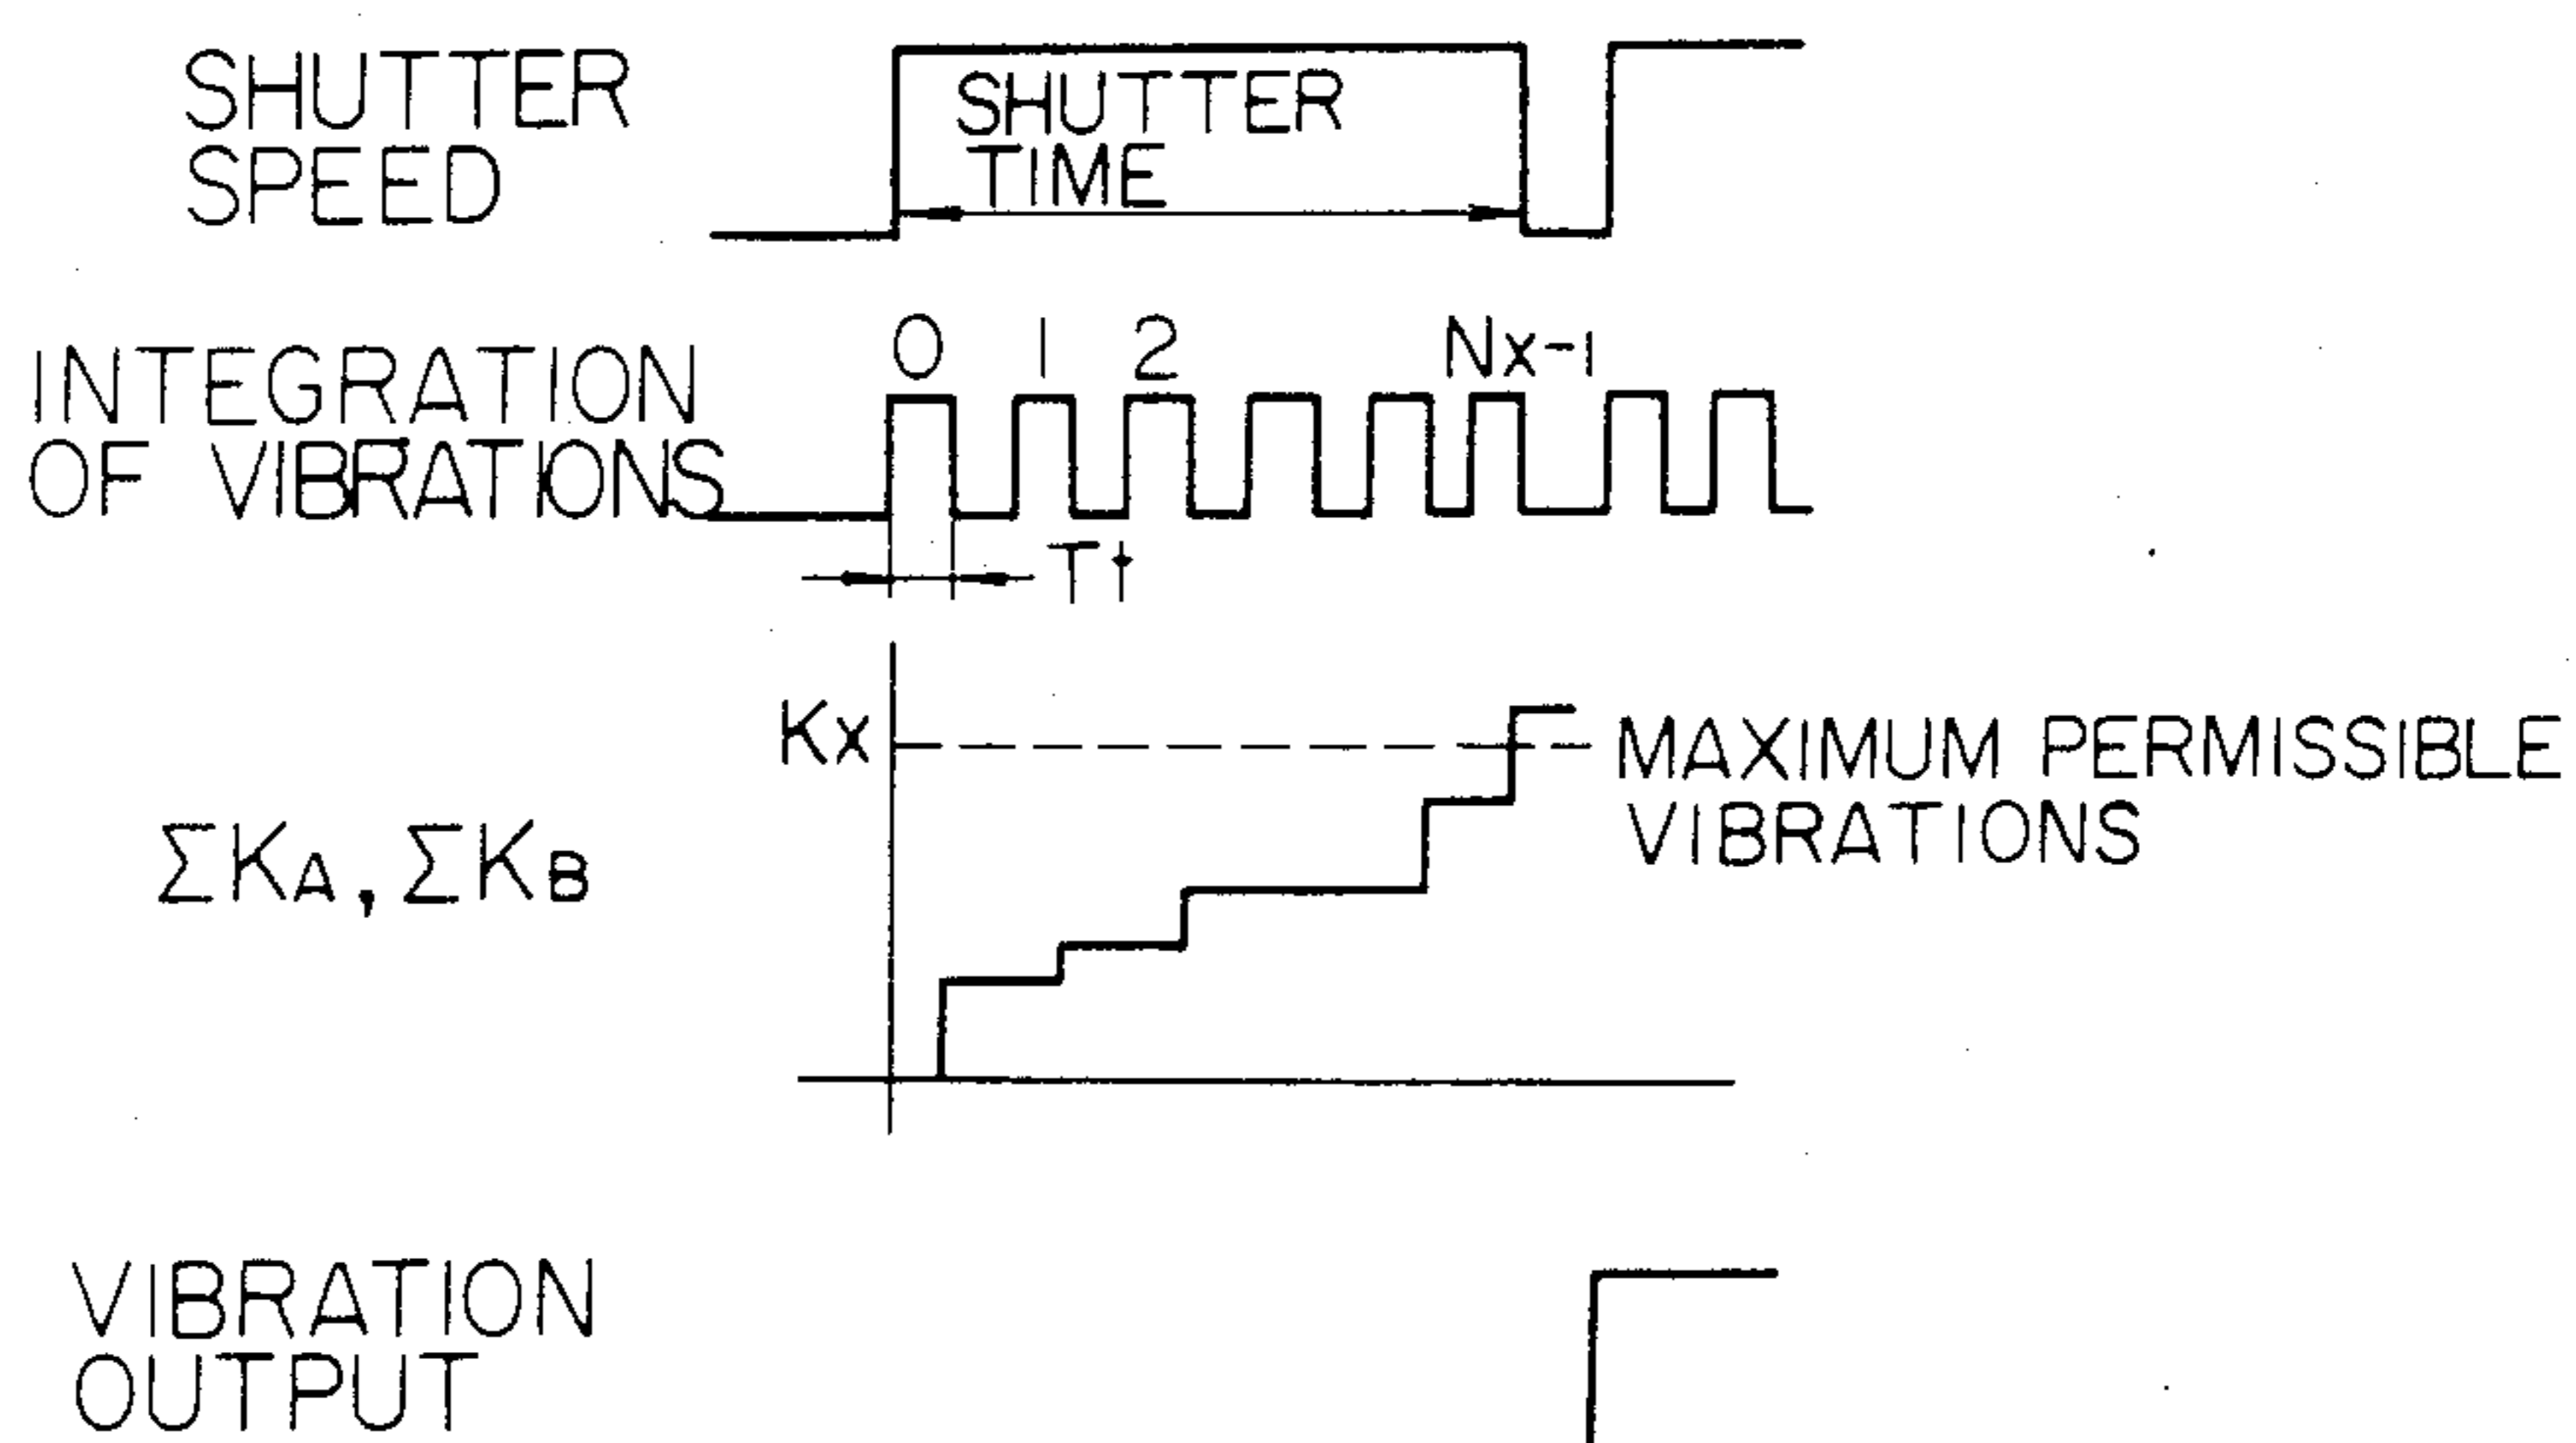 SHUTTER
SPEED
SHUTTER
TIME
INTEGRATION
OF VIBRATIONS
0 1 2 Nx-1
Tt
Kx
MAXIMUM PERMISSIBLE
VIBRATIONS
ΣKA, ΣKB
VIBRATION
OUTPUT